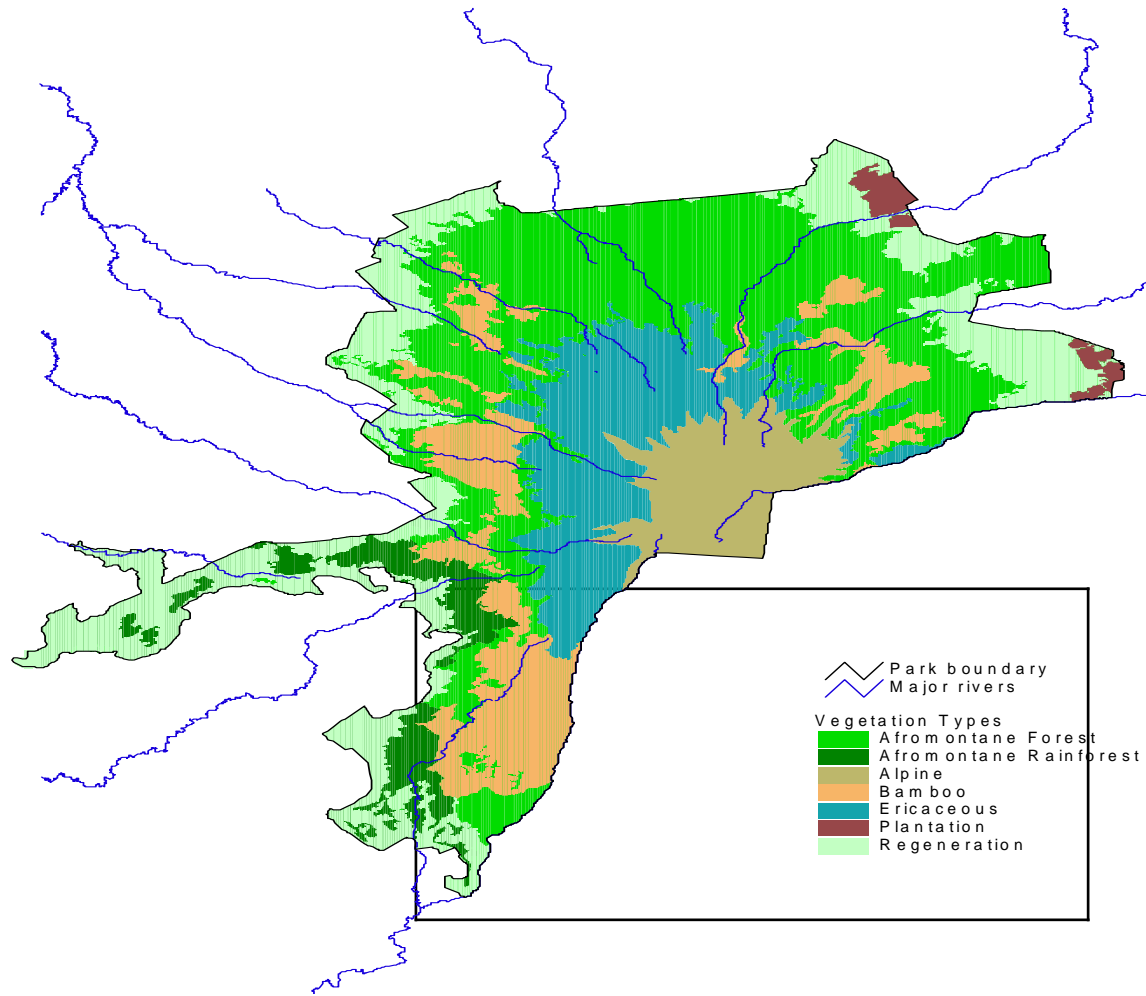 Park boundary
Major rivers
Vegetation Types
Afromontane Forest
Afromontane Rainforest
Alpine
Bamboo
Ericaceous
Plantation
Regeneration